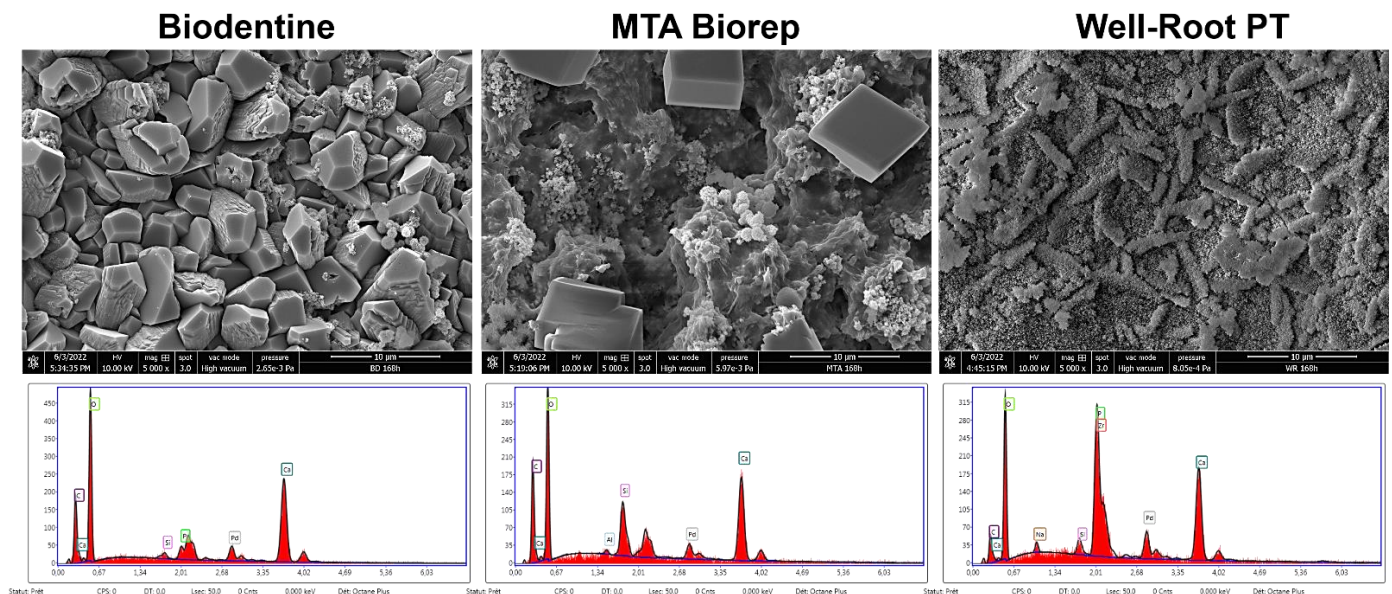 Biodentine
MTA Biorep
Well-Root PT
6/3/2022 HV mag spot vac mode pressure 10 µm
5:34:35 PM 10.00 kV 5 000 x 3.0 High vacuum 2.65e-3 Pa BD 168h
6/3/2022 HV mag spot vac mode pressure 10 µm
5:19:06 PM 10.00 kV 5 000 x 3.0 High vacuum 5.97e-3 Pa MTA 168h
6/3/2022 HV mag spot vac mode pressure 10 µm
4:45:15 PM 10.00 kV 5 000 x 3.0 High vacuum 8.05e-4 Pa WR 168h
450
400
350
300
250
200
150
100
50
0
O
C
Ca
Si
Pd
Ca
0,00 0,67 1,34 2,01 2,68 3,35 4,02 4,69 5,36 6,03
Statut: Prêt CPS: 0 DT: 0.0 Lsec: 50.0 0 Cnts 0.000 keV Dét: Octane Plus
315
280
245
210
175
140
105
70
35
0
O
C
Ca
Al
Si
Pd
Ca
0,00 0,67 1,34 2,01 2,68 3,35 4,02 4,69 5,36 6,03
Statut: Prêt CPS: 0 DT: 0.0 Lsec: 50.0 0 Cnts 0.000 keV Dét: Octane Plus
315
280
245
210
175
140
105
70
35
0
O
C
Ca
Na
Si
P
Zr
Pd
Ca
0,00 0,67 1,34 2,01 2,68 3,35 4,02 4,69 5,36 6,03
Statut: Prêt CPS: 0 DT: 0.0 Lsec: 50.0 0 Cnts 0.000 keV Dét: Octane Plus